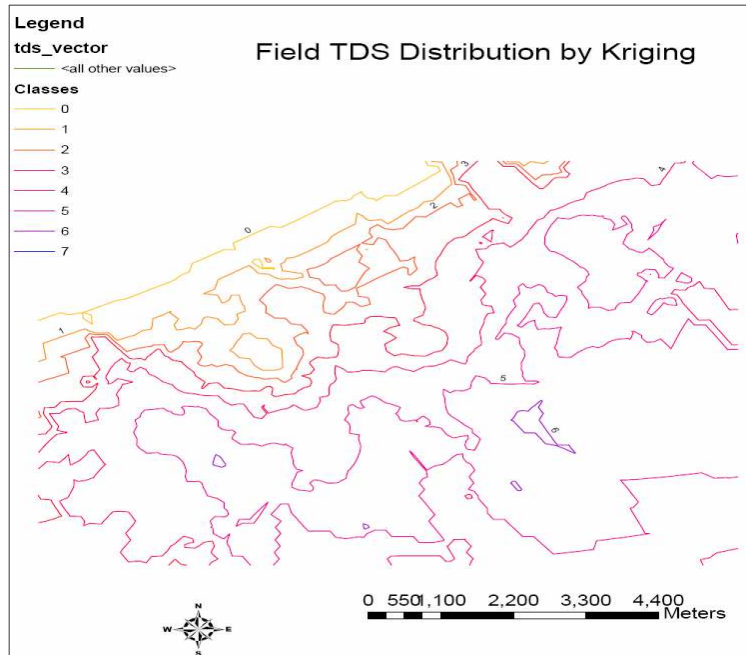 Legend
tds_vector
<all other values>
Classes
0
1
2
3
4
5
6
7
Field TDS Distribution by Kriging
3
4
2
0
1
5
6
N
W E
S
0 550 1,100 2,200 3,300 4,400
Meters